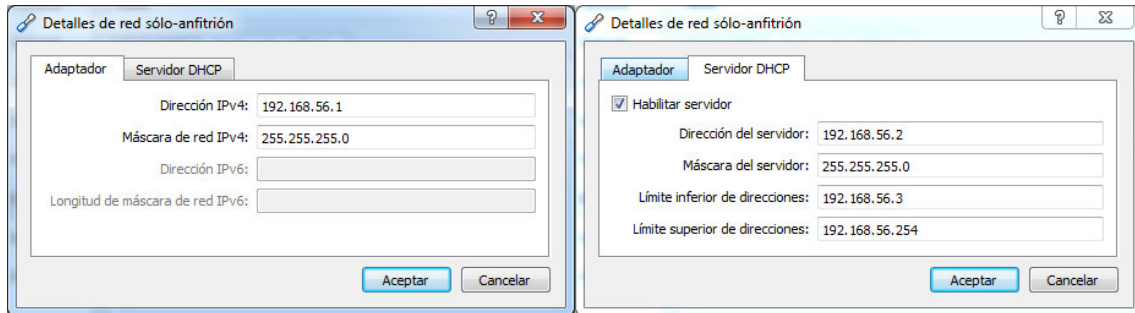 Detalles de red sólo-anfitrión
Adaptador Servidor DHCP
Dirección IPv4: 192.168.56.1
Máscara de red IPv4: 255.255.255.0
Dirección IPv6:
Longitud de máscara de red IPv6:
Aceptar Cancelar
Detalles de red sólo-anfitrión
Adaptador Servidor DHCP
Habilitar servidor
Dirección del servidor: 192.168.56.2
Máscara del servidor: 255.255.255.0
Límite inferior de direcciones: 192.168.56.3
Límite superior de direcciones: 192.168.56.254
Aceptar Cancelar